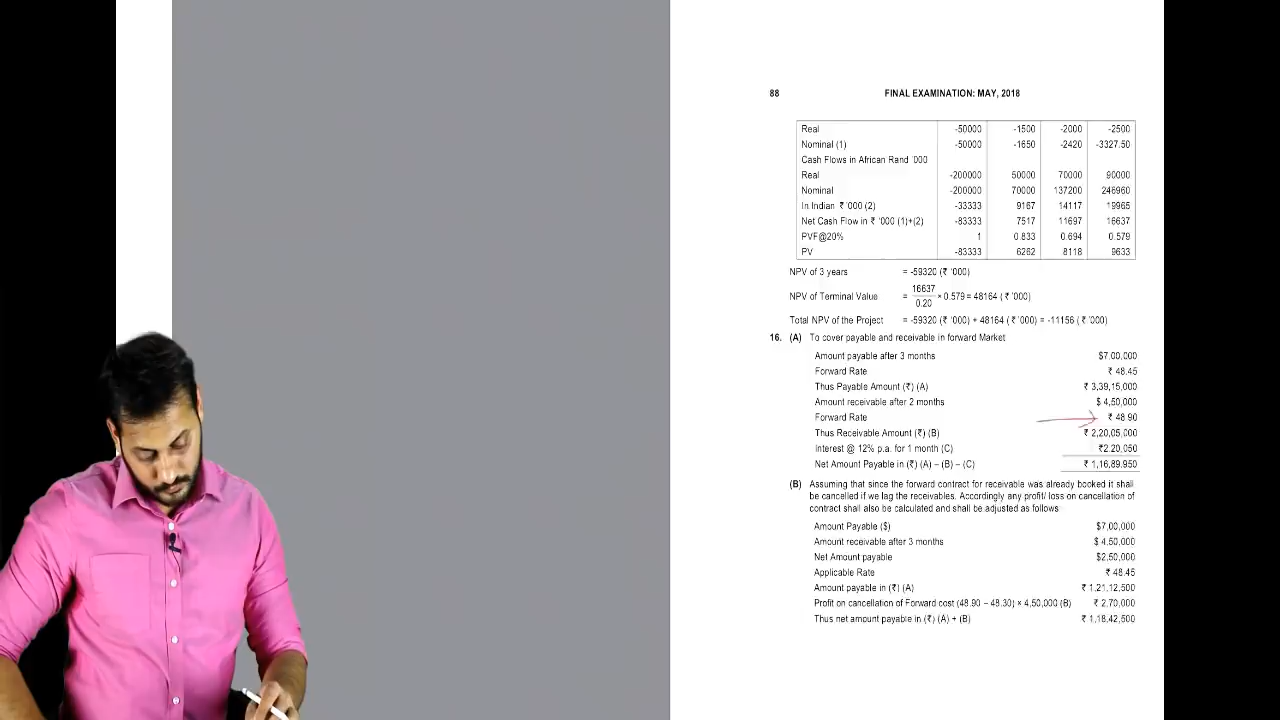 88 FINAL EXAMINATION: MAY, 2018
Real -50000 -1500 -2000 -2500
Nominal (1) -50000 -1650 -2420 -3327.50
Cash Flows in African Rand '000
Real -200000 50000 70000 90000
Nominal -200000 70000 137200 246960
In Indian ₹ '000 (2) -33333 9167 14117 19965
Net Cash Flow in ₹ '000 (1)+(2) -83333 7517 11697 16637
PVF@20% 1 0.833 0.694 0.579
PV -83333 6262 8118 9633
NPV of 3 years = -59320 (₹ '000)
NPV of Terminal Value = 16637/0.20 × 0.579 = 48164 (₹ '000)
Total NPV of the Project = -59320 (₹ '000) + 48164 (₹ '000) = -11156 (₹ '000)
16. (A) To cover payable and receivable in forward Market
Amount payable after 3 months $7,00,000
Forward Rate ₹ 48.45
Thus Payable Amount (₹) (A) ₹ 3,39,15,000
Amount receivable after 2 months $ 4,50,000
Forward Rate ₹ 48.90
Thus Receivable Amount (₹) (B) ₹ 2,20,05,000
Interest @ 12% p.a. for 1 month (C) ₹2,20,050
Net Amount Payable in (₹) (A) – (B) – (C) ₹ 1,16,89,950
(B) Assuming that since the forward contract for receivable was already booked it shall
be cancelled if we lag the receivables. Accordingly any profit/ loss on cancellation of
contract shall also be calculated and shall be adjusted as follows
Amount Payable ($) $7,00,000
Amount receivable after 3 months $ 4,50,000
Net Amount payable $2,50,000
Applicable Rate ₹ 48.45
Amount payable in (₹) (A) ₹ 1,21,12,500
Profit on cancellation of Forward cost (48.90 – 48.30) × 4,50,000 (B) ₹ 2,70,000
Thus net amount payable in (₹) (A) + (B) ₹ 1,18,42,500